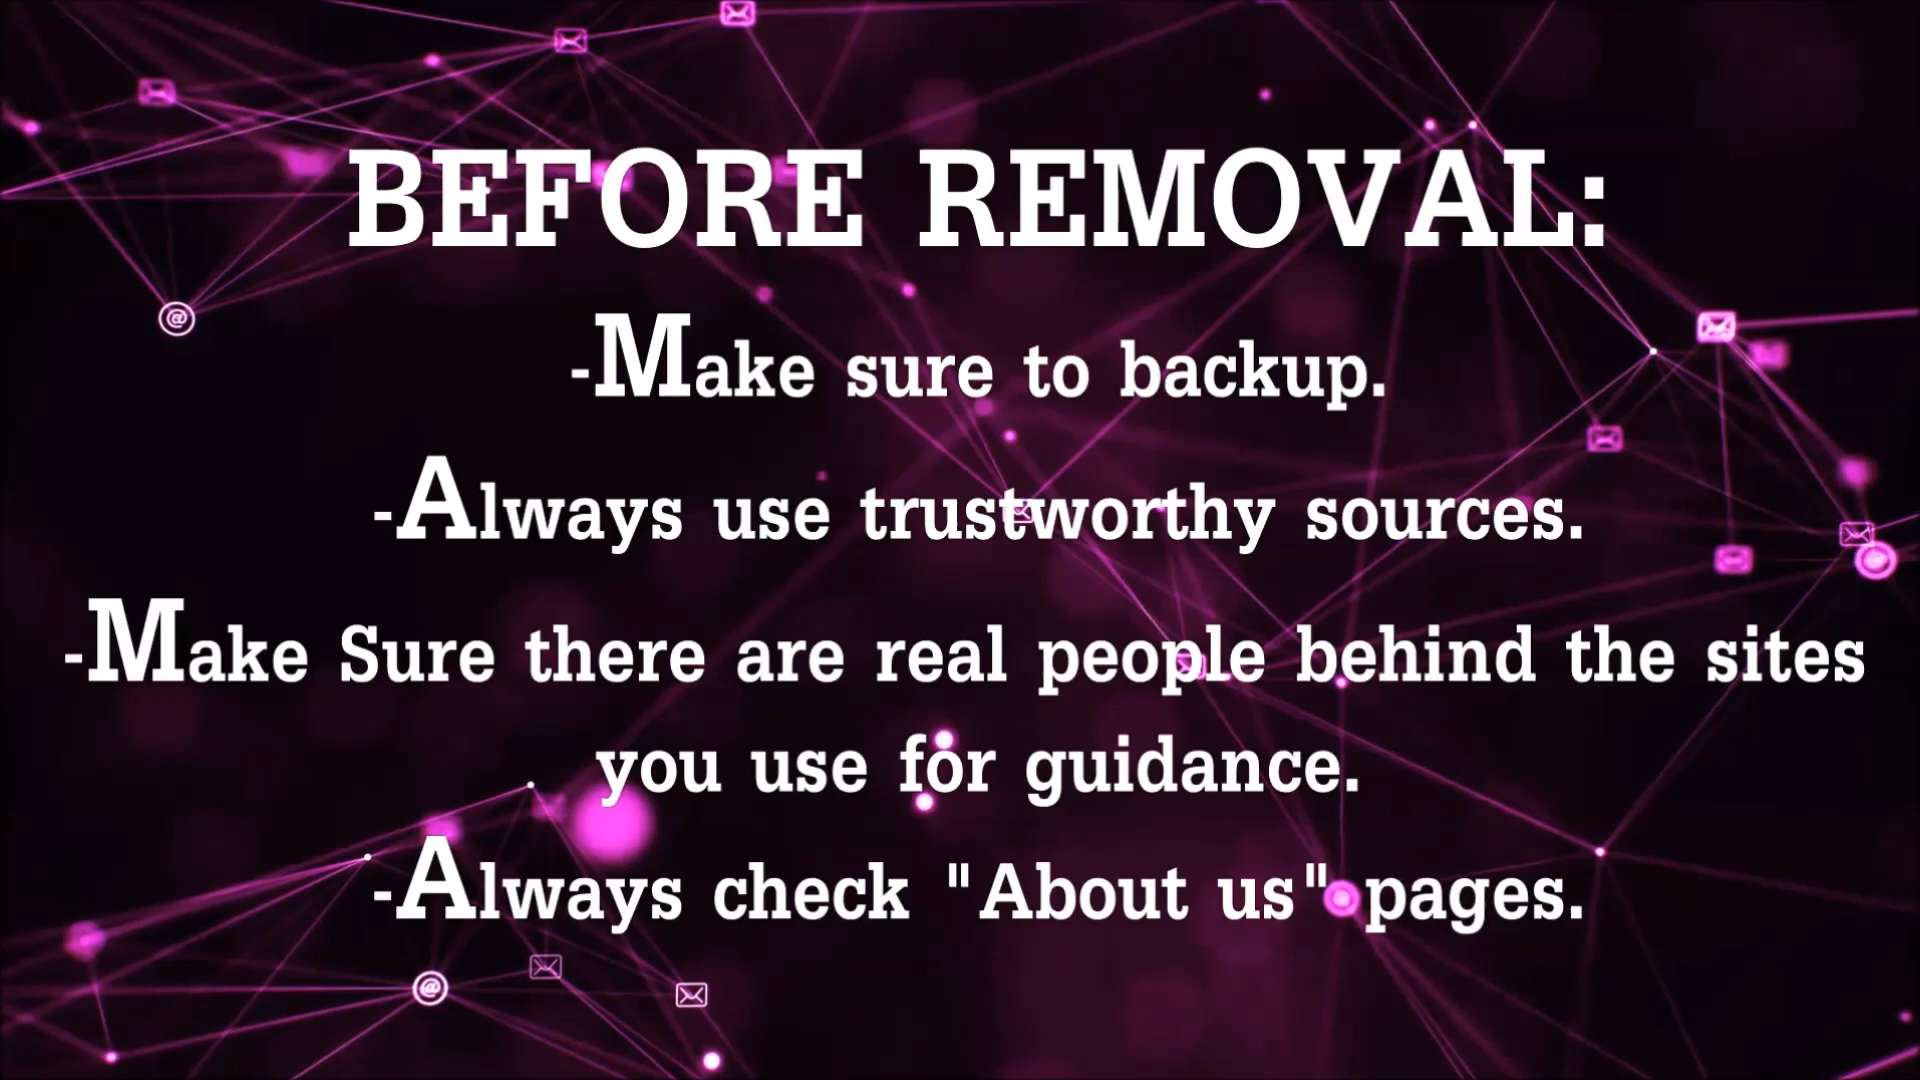 BEFORE REMOVAL:
-Make sure to backup.
-Always use trustworthy sources.
-Make Sure there are real people behind the sites
you use for guidance.
-Always check "About us" pages.